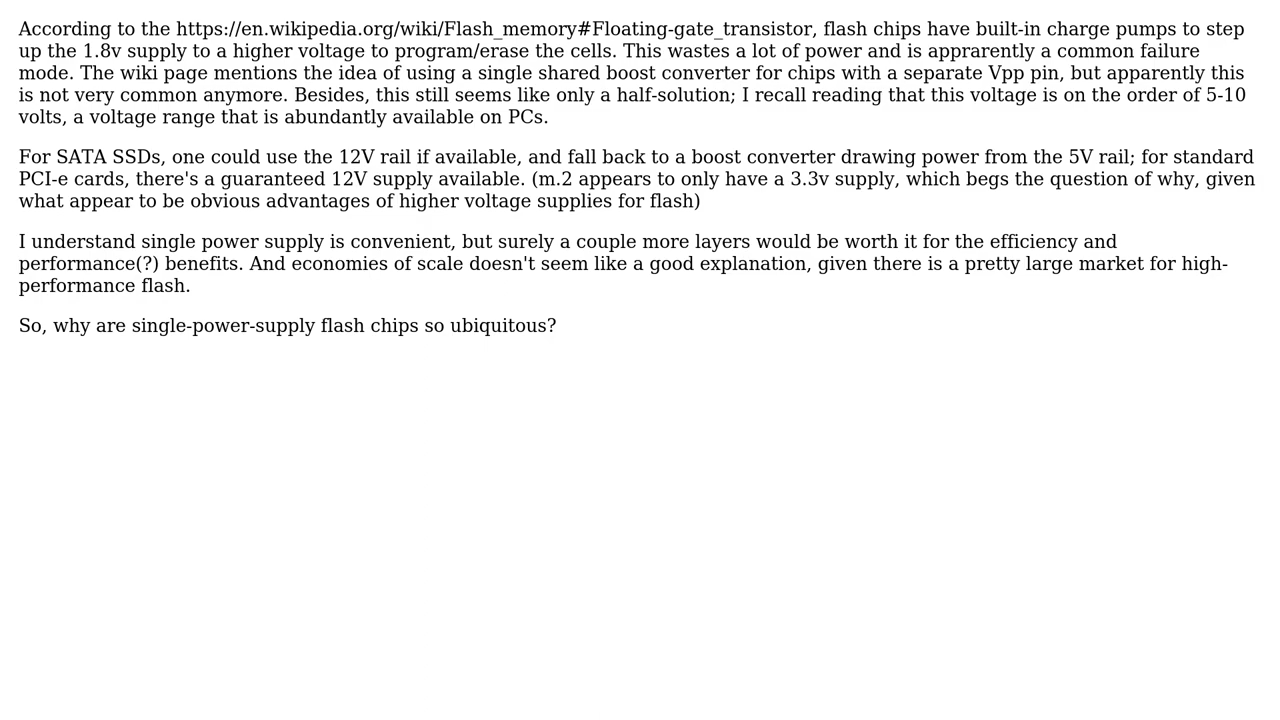 According to the https://en.wikipedia.org/wiki/Flash_memory#Floating-gate_transistor, flash chips have built-in charge pumps to step
up the 1.8v supply to a higher voltage to program/erase the cells. This wastes a lot of power and is apprarently a common failure
mode. The wiki page mentions the idea of using a single shared boost converter for chips with a separate Vpp pin, but apparently this
is not very common anymore. Besides, this still seems like only a half-solution; I recall reading that this voltage is on the order of 5-10
volts, a voltage range that is abundantly available on PCs.
For SATA SSDs, one could use the 12V rail if available, and fall back to a boost converter drawing power from the 5V rail; for standard
PCI-e cards, there's a guaranteed 12V supply available. (m.2 appears to only have a 3.3v supply, which begs the question of why, given
what appear to be obvious advantages of higher voltage supplies for flash)
I understand single power supply is convenient, but surely a couple more layers would be worth it for the efficiency and
performance(?) benefits. And economies of scale doesn't seem like a good explanation, given there is a pretty large market for high-
performance flash.
So, why are single-power-supply flash chips so ubiquitous?